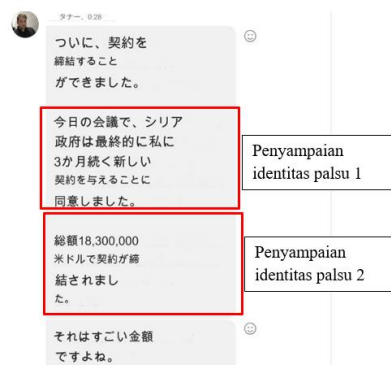 タナー、0:28
ついに、契約を
締結すること
ができました。
今日の会議で、シリア
政府は最終的に私に
3か月続く新しい
契約を与えることに
同意しました。
Penyampaian
identitas palsu 1
総額18,300,000
米ドルで契約が締
結されまし
た。
Penyampaian
identitas palsu 2
それはすごい金額
ですよね。